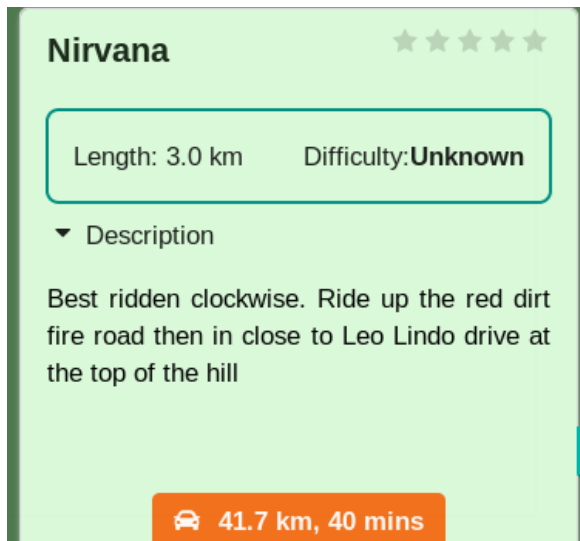 Nirvana
Length: 3.0 km Difficulty:Unknown
Description
Best ridden clockwise. Ride up the red dirt
fire road then in close to Leo Lindo drive at
the top of the hill
41.7 km, 40 mins